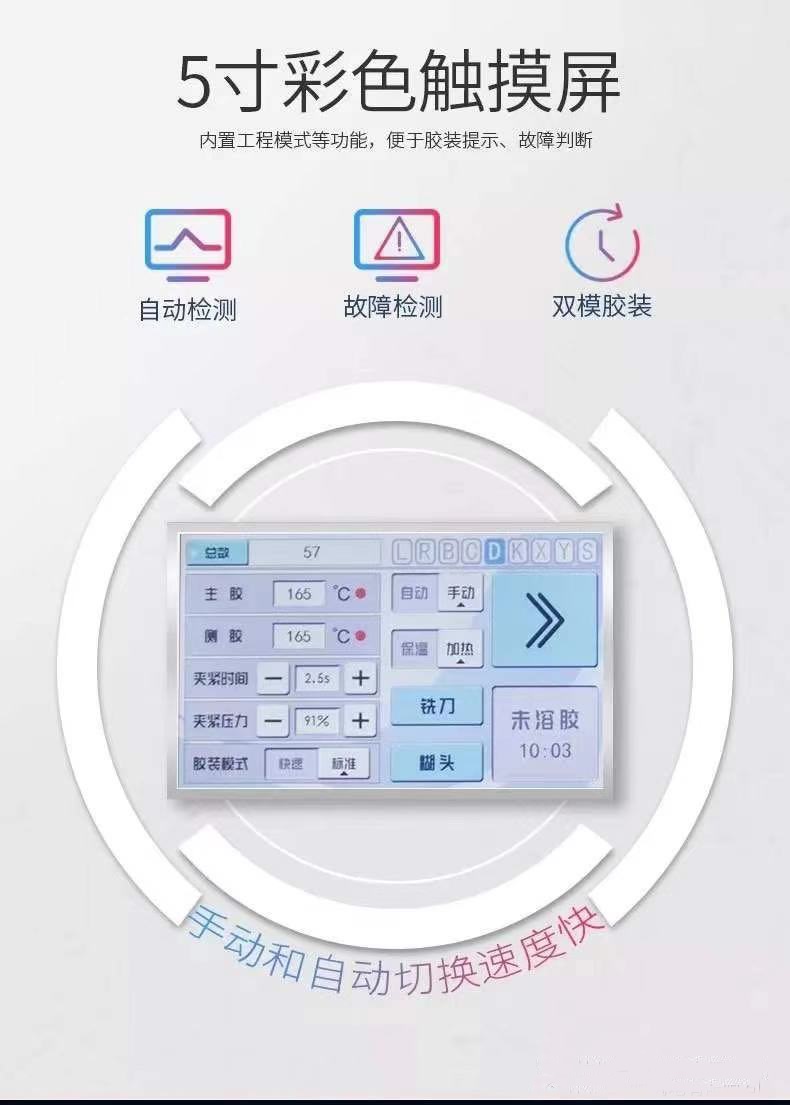 5寸彩色触摸屏
内置工程模式等功能，便于胶装提示、故障判断
自动检测 故障检测 双模胶装
总数 57 L R B C D K X Y S
主 胶 165 °C 自动 手动
侧 胶 165 °C 保温 加热
夹紧时间 − 2.5s + 铣刀
夹紧压力 − 91% + 未溶胶
10:03
胶装模式 快速 标准 糊头
手动和自动切换速度快